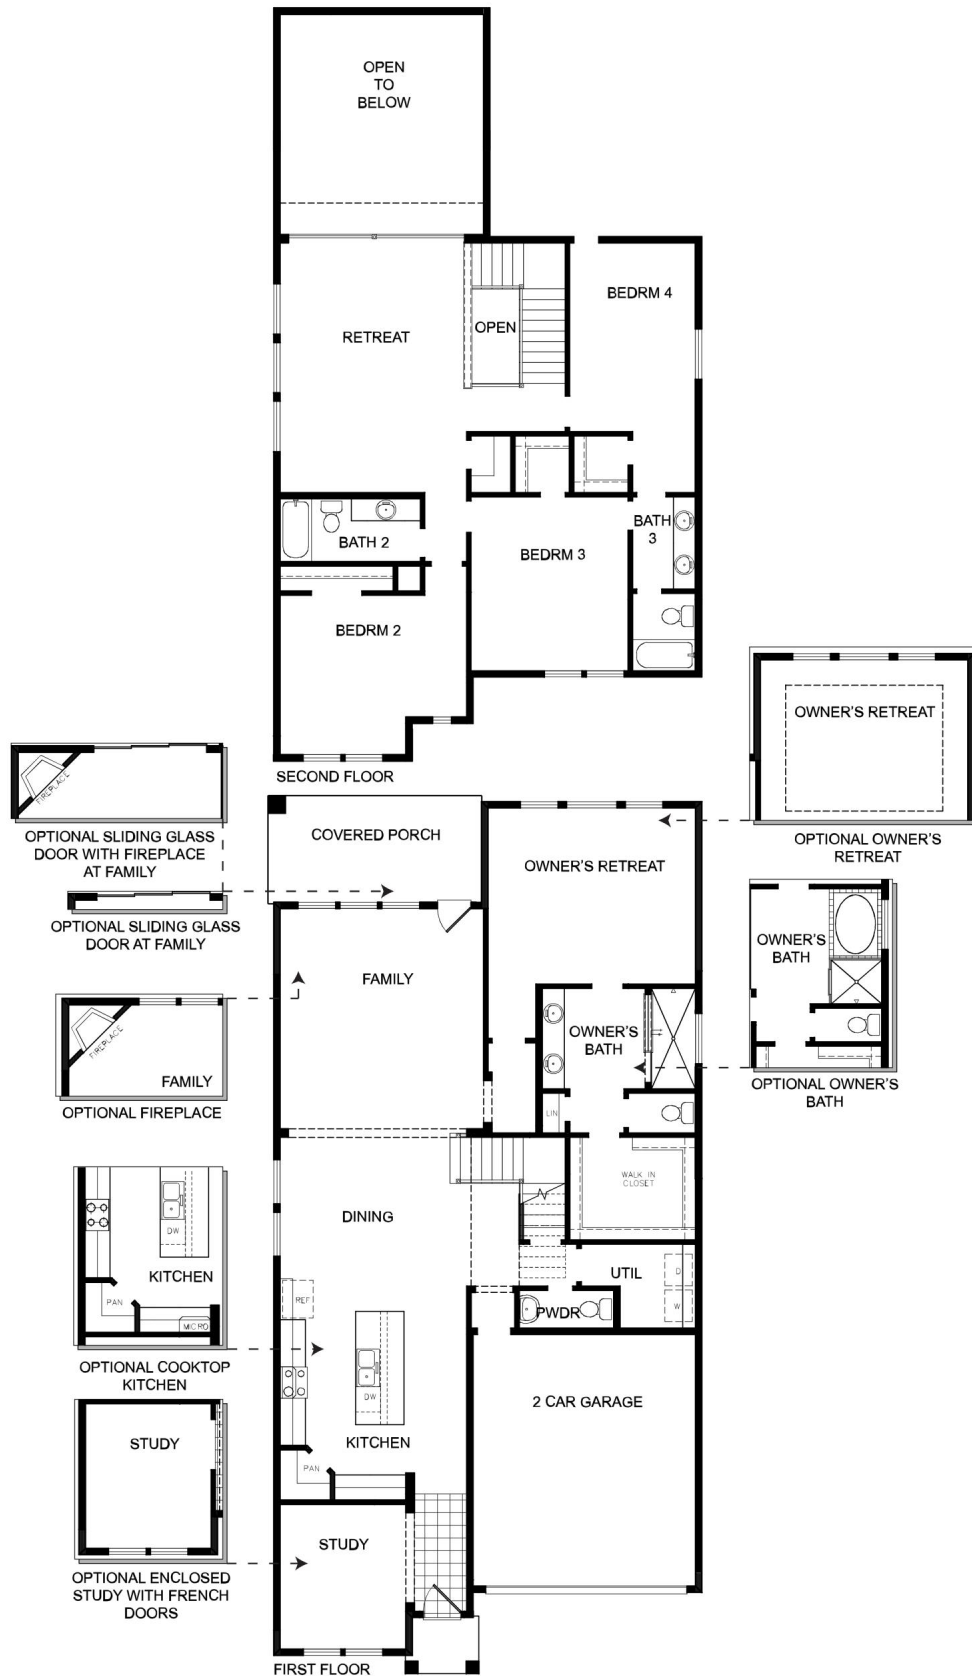 OPEN
TO
BELOW
BEDRM 4
OPEN
RETREAT
BATH 2
BATH
3
BEDRM 3
BEDRM 2
SECOND FLOOR
OWNER'S RETREAT
OPTIONAL OWNER'S
RETREAT
FIREPLACE
OPTIONAL SLIDING GLASS
DOOR WITH FIREPLACE
AT FAMILY
OPTIONAL SLIDING GLASS
DOOR AT FAMILY
COVERED PORCH
OWNER'S RETREAT
OWNER'S
BATH
OPTIONAL OWNER'S
BATH
FAMILY
FIREPLACE
FAMILY
OPTIONAL FIREPLACE
OWNER'S
BATH
LIN
WALK IN
CLOSET
DINING
UTIL
D
W
PWDR
REF
DW
KITCHEN
PAN
DW
KITCHEN
PAN
MICRO
OPTIONAL COOKTOP
KITCHEN
2 CAR GARAGE
STUDY
OPTIONAL ENCLOSED
STUDY WITH FRENCH
DOORS
STUDY
FIRST FLOOR